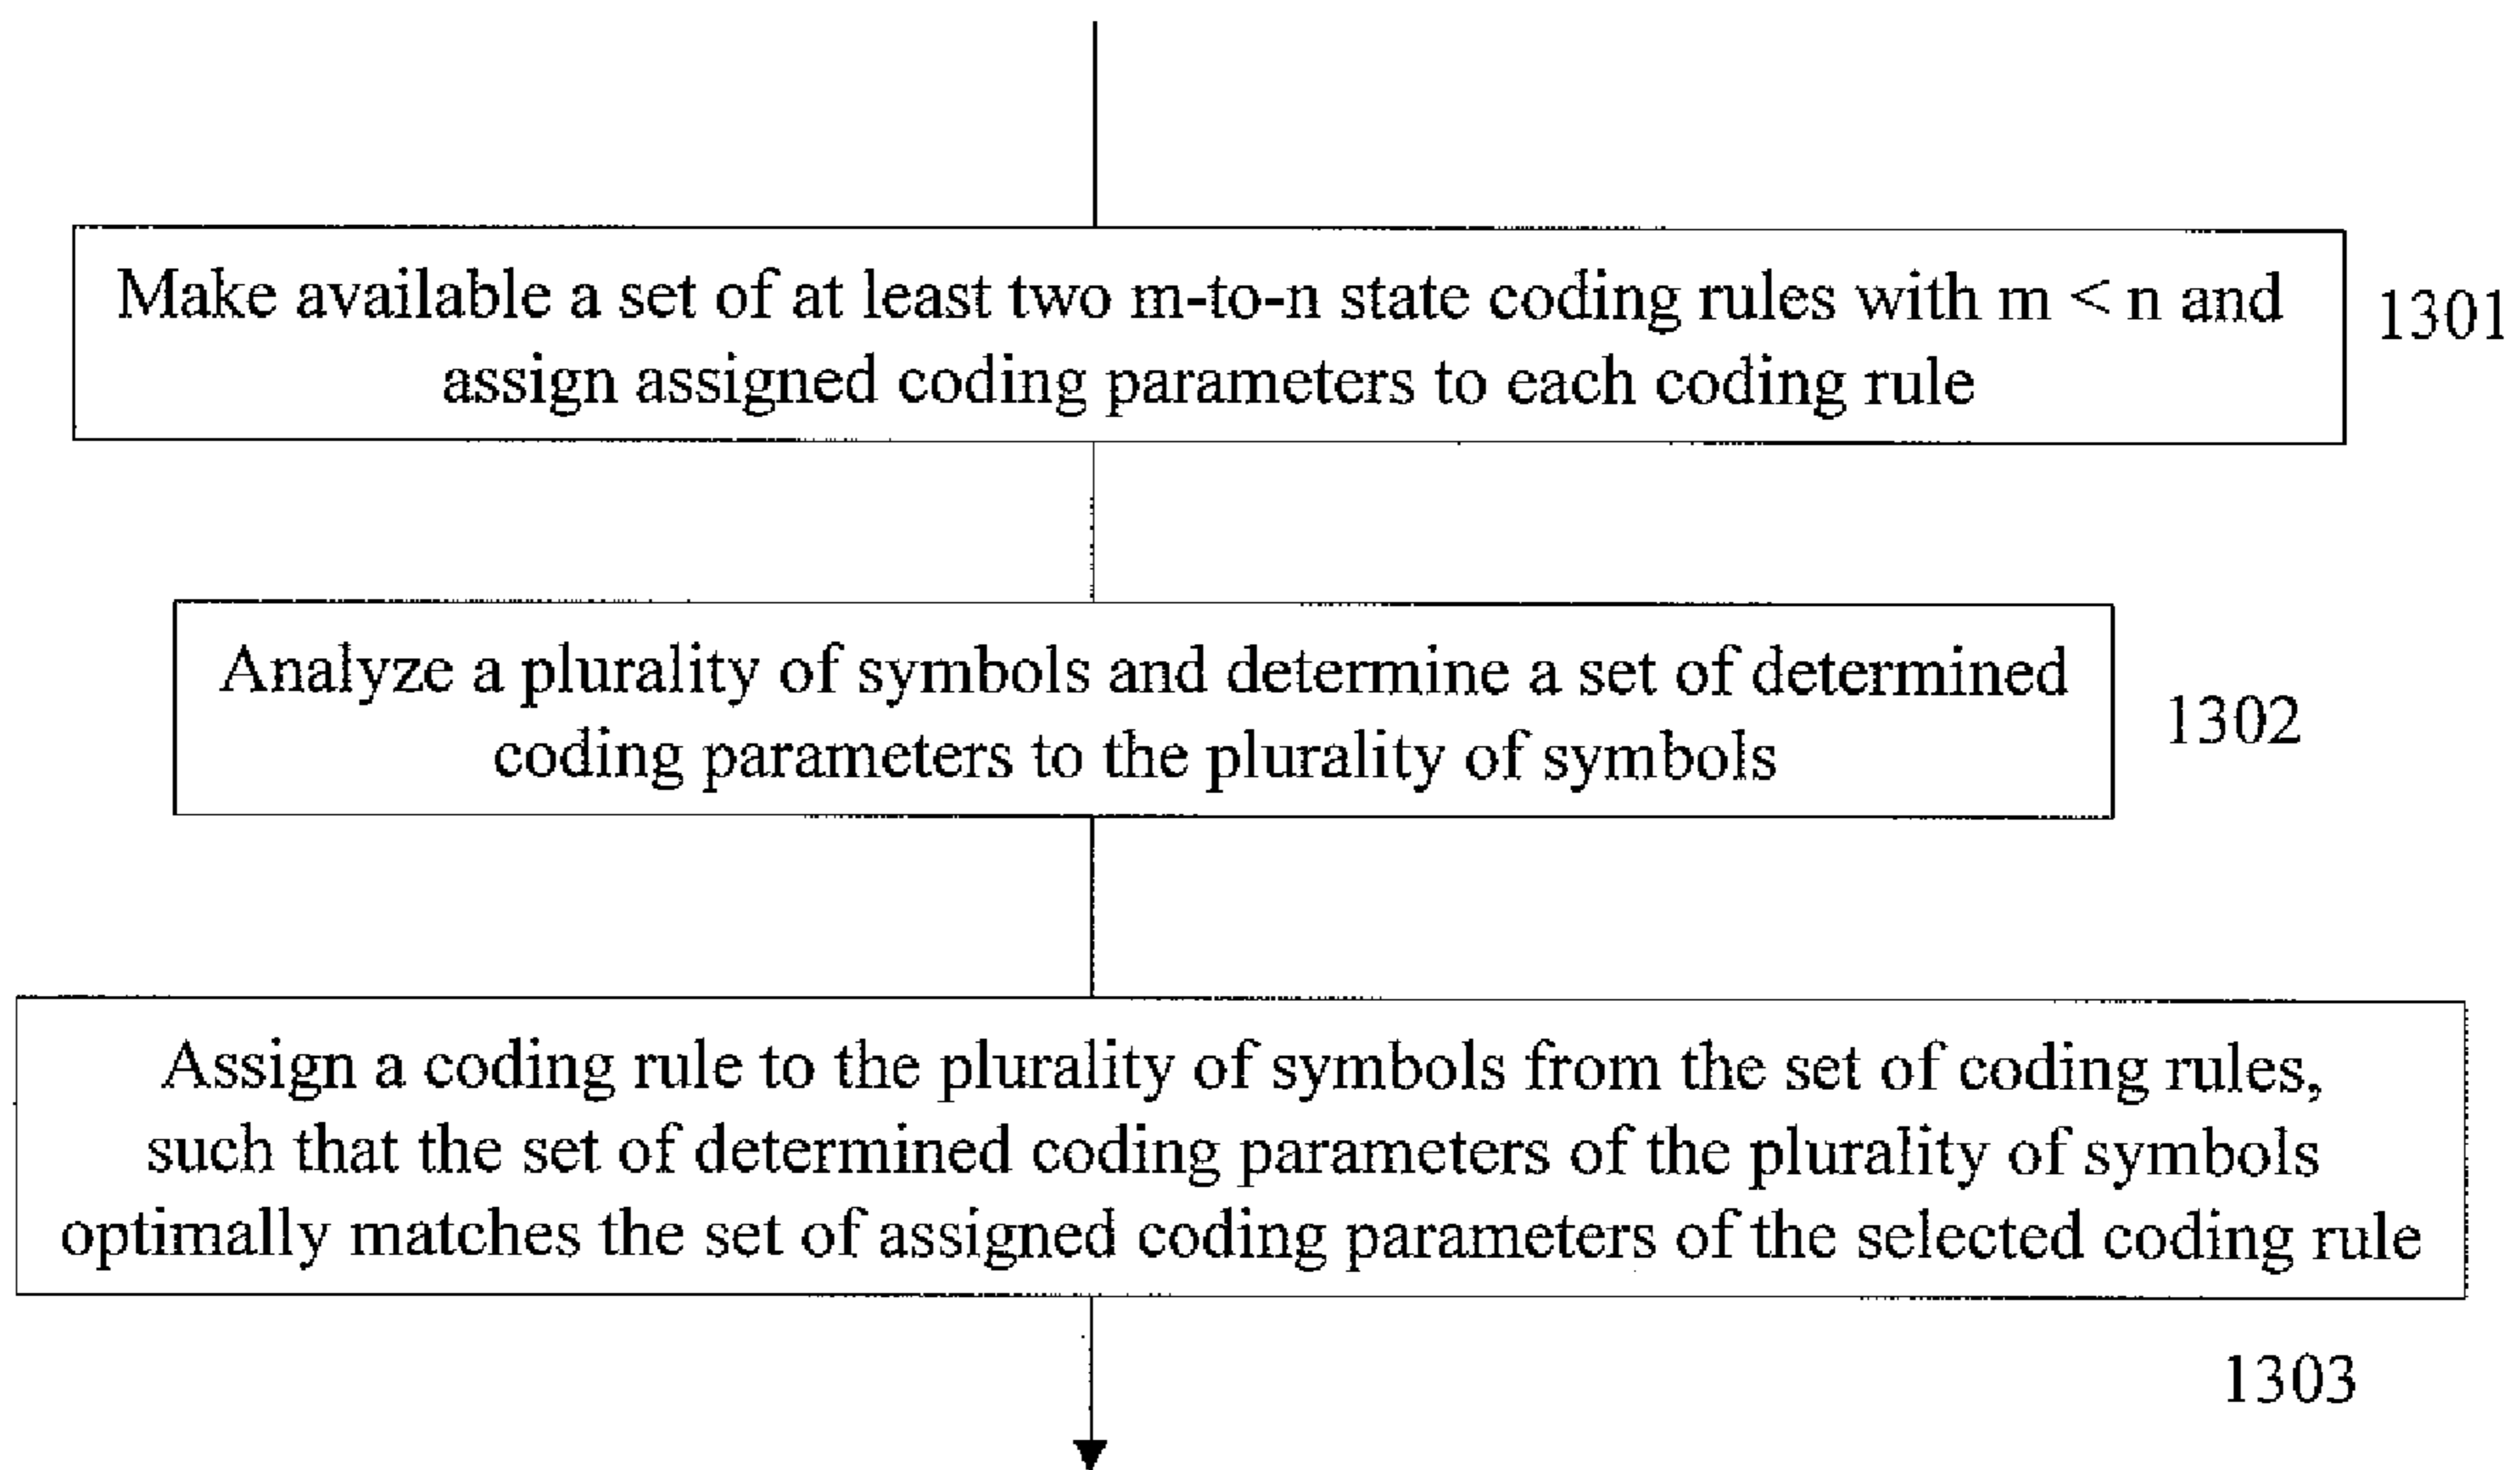 Make available a set of at least two m-to-n state coding rules with m < n and
assign assigned coding parameters to each coding rule
1301
Analyze a plurality of symbols and determine a set of determined
coding parameters to the plurality of symbols
1302
Assign a coding rule to the plurality of symbols from the set of coding rules,
such that the set of determined coding parameters of the plurality of symbols
optimally matches the set of assigned coding parameters of the selected coding rule
1303